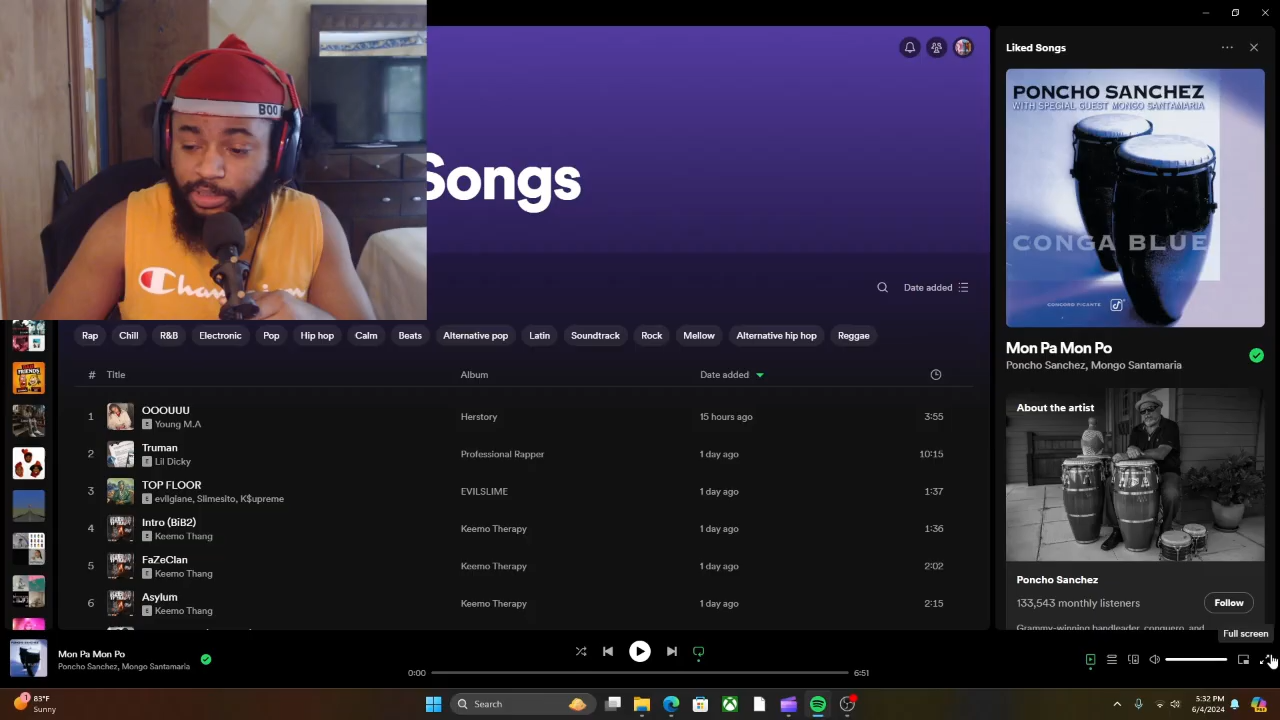 BOO
Champion
Songs
Date added
Rap
Chill
R&B
Electronic
Pop
Hip hop
Calm
Beats
Alternative pop
Latin
Soundtrack
Rock
Mellow
Alternative hip hop
Reggae
# Title Album Date added
1 OOOUUU Herstory 15 hours ago 3:55
E Young M.A
2 Truman Professional Rapper 1 day ago 10:15
E Lil Dicky
3 TOP FLOOR EVILSLIME 1 day ago 1:37
E evilgiane, Slimesito, K$upreme
4 Intro (BiB2) Keemo Therapy 1 day ago 1:36
E Keemo Thang
5 FaZeClan Keemo Therapy 1 day ago 2:02
E Keemo Thang
6 Asylum Keemo Therapy 1 day ago 2:15
E Keemo Thang
Liked Songs
PONCHO SANCHEZ
WITH SPECIAL GUEST MONGO SANTAMARIA
CONGA BLUE
CONCORD PICANTE
Mon Pa Mon Po
Poncho Sanchez, Mongo Santamaria
About the artist
Poncho Sanchez
133,543 monthly listeners
Follow
Grammy-winning bandleader, conguero, and
Full screen
Mon Pa Mon Po
Poncho Sanchez, Mongo Santamaria
0:00
6:51
1
83°F
Sunny
Search
5:32 PM
6/4/2024